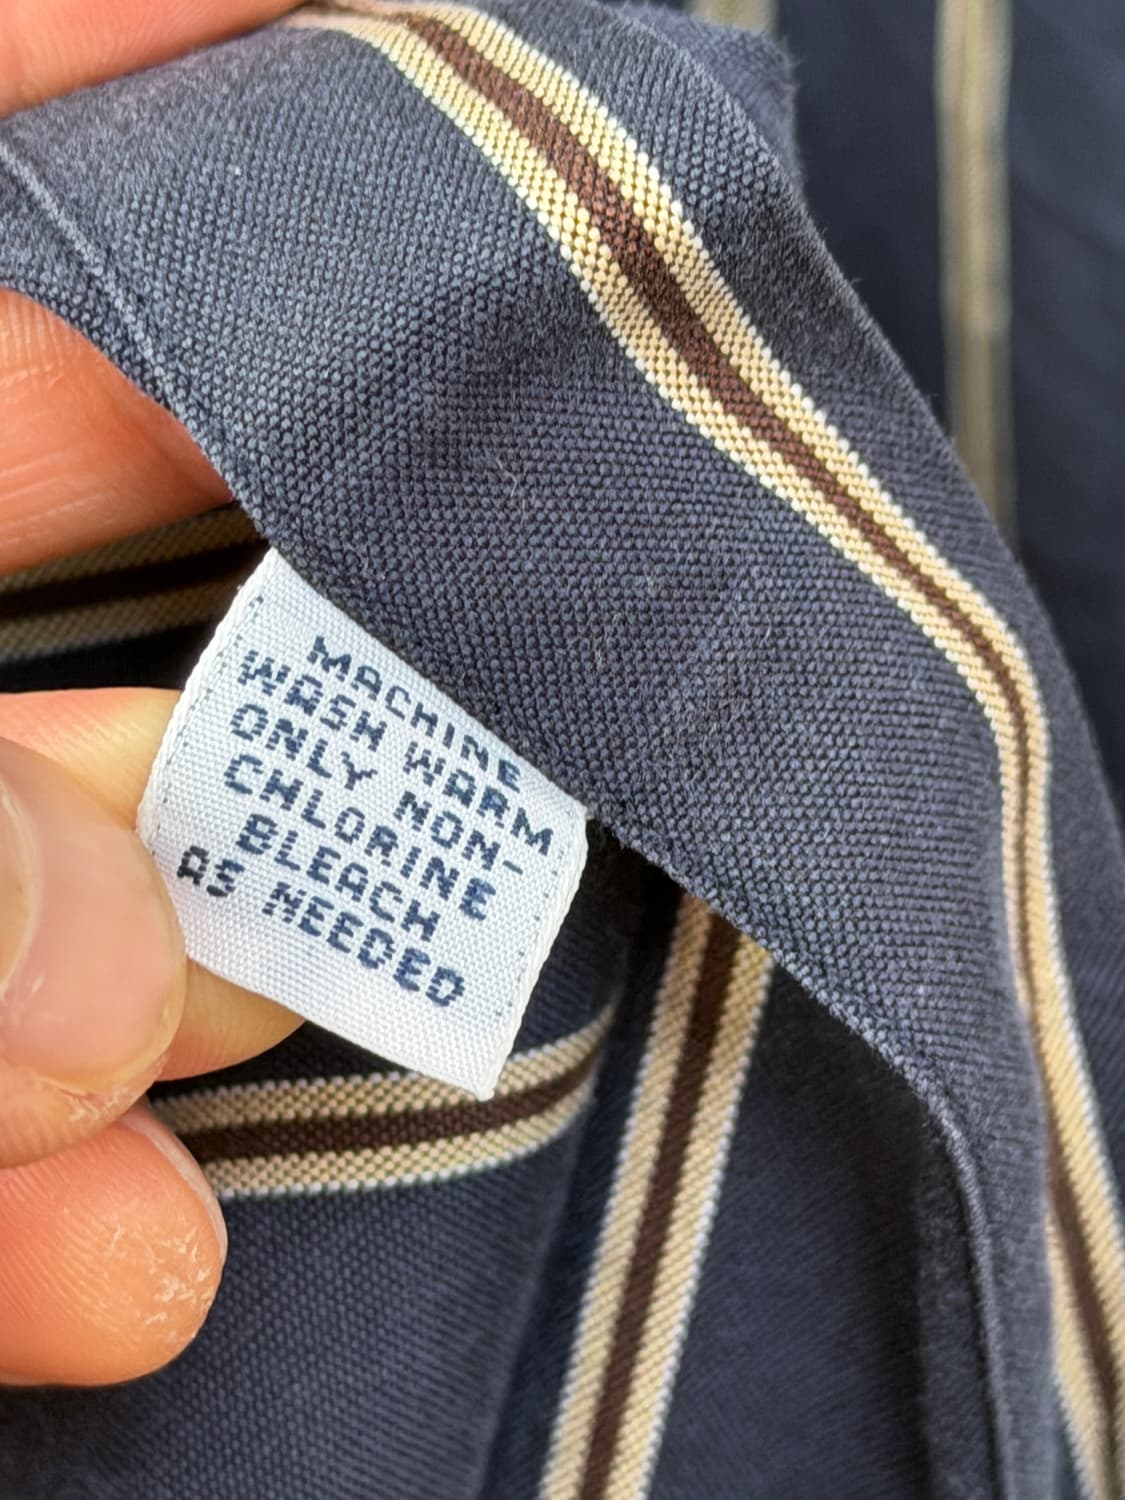 MACHINE
WASH WARM
ONLY NON-
CHLORINE
BLEACH
AS NEEDED